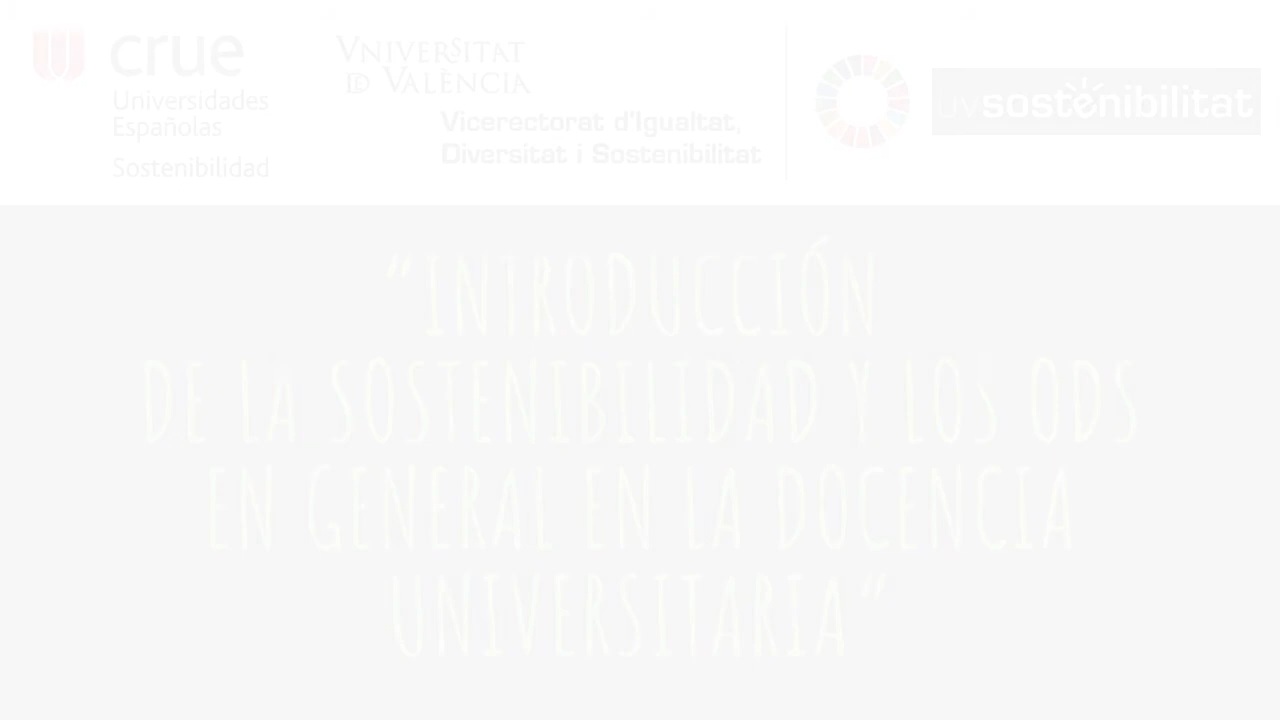 crue
Universidades
Españolas
Sostenibilidad
VNIVERSITAT
ID VALÈNCIA
Vicerectorat d'Igualtat,
Diversitat i Sostenibilitat
UVsostenibilitat
“INTRODUCCIÓN
DE LA SOSTENIBILIDAD Y LOS ODS
EN GENERAL EN LA DOCENCIA
UNIVERSITARIA”